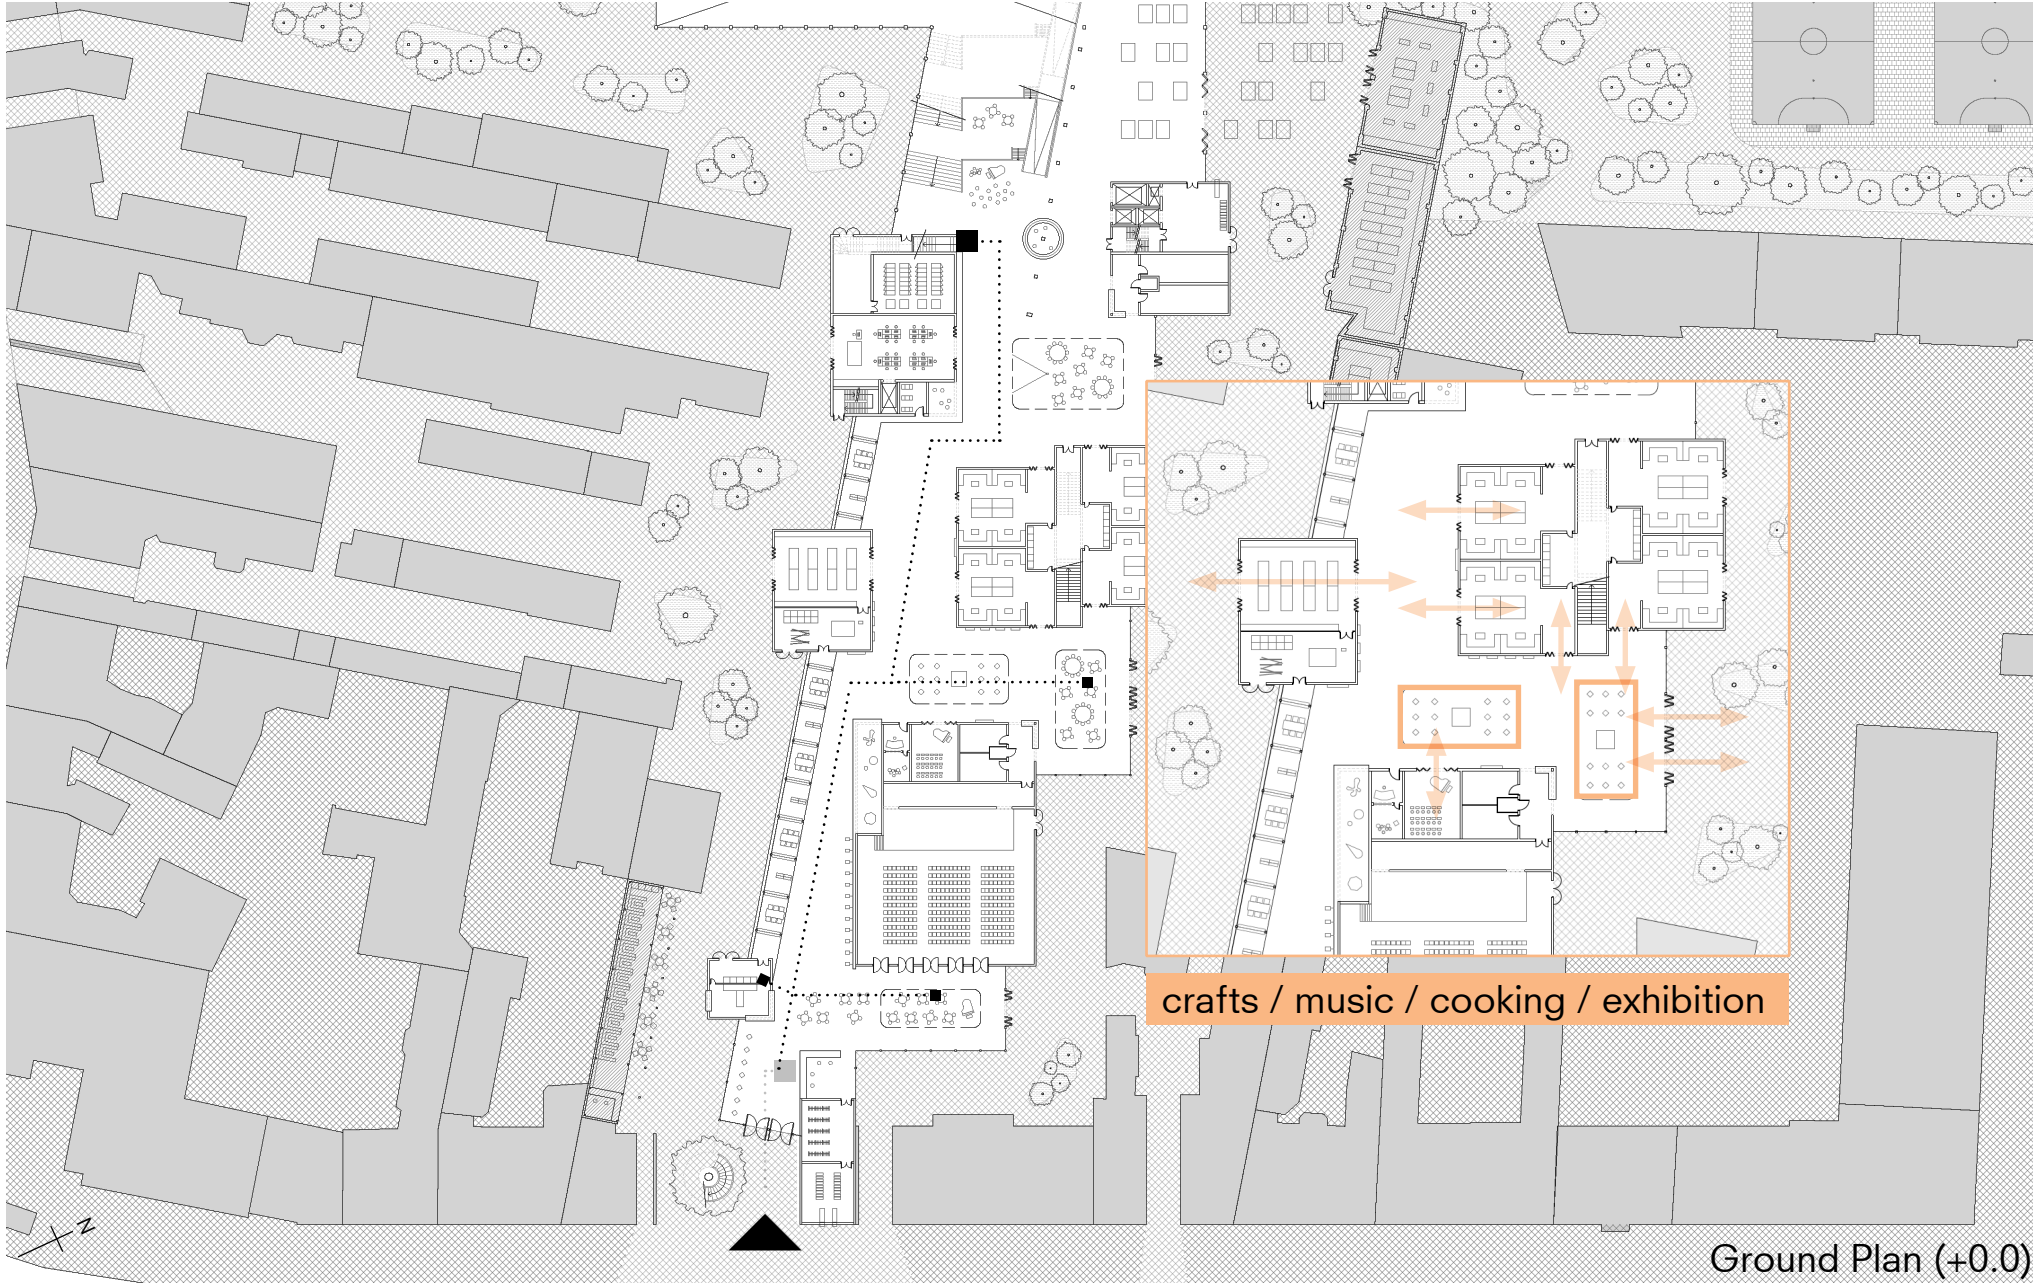 crafts / music / cooking / exhibition
N
Ground Plan (+0.0)